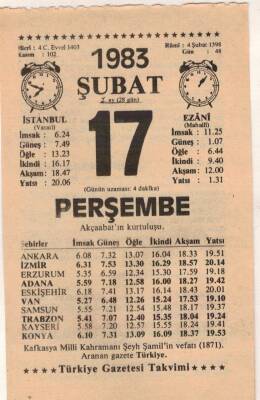 Hicrî : 4 C. Evvel 1403
Kasım : 102
1983
Rûmî : 4 Şubat 1398
Gün : 48
ŞUBAT
2. ay (28 gün)
İSTANBUL
(Vasatî)
İmsak : 6.24
Güneş : 7.49
Öğle : 13.23
İkindi : 16.17
Akşam : 18.47
Yatsı : 20.06
17
EZÂNÎ
(Mahallî)
İmsak : 11.25
Güneş : 1.07
Öğle : 6.44
İkindi : 9.40
Akşam : 12.00
Yatsı : 1.31
(Günün uzaması: 4 dakika)
PERŞEMBE
Akçaabat'ın kurtuluşu.
Şehirler İmsak Güneş Öğle İkindi Akşam Yatsı
ANKARA 6.08 7.32 13.07 16.04 18.33 19.51
İZMİR 6.31 7.53 13.30 16.29 18.57 20.14
ERZURUM 5.35 6.59 12.34 15.30 17.59 19.18
ADANA 5.59 7.18 12.58 16.00 18.27 19.42
ESKİŞEHİR 6.18 7.41 13.17 16.14 18.43 20.01
VAN 5.27 6.48 12.26 15.24 17.53 19.10
SAMSUN 5.55 7.21 12.54 15.48 18.17 19.37
TRABZON 5.41 7.07 12.40 15.35 18.04 19.24
KAYSERİ 5.58 7.20 12.57 15.55 18.24 19.41
KONYA 6.10 7.31 13.09 16.09 18.37 19.53
Kafkasya Millî Kahramanı Şeyh Şamil'in vefatı (1871).
Aranan gazete Türkiye.
Türkiye Gazetesi Takvimi